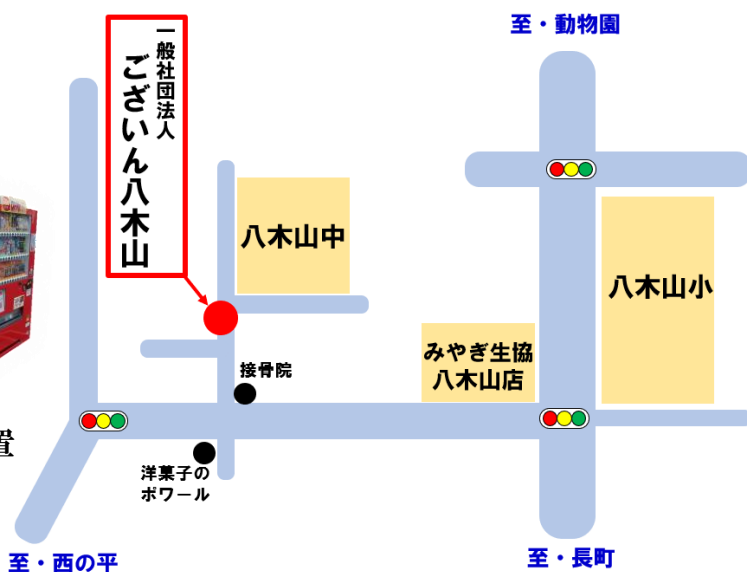 至・動物園
一般社団法人
ございん八木山
八木山中
八木山小
みやぎ生協
八木山店
接骨院
置
洋菓子の
ポワール
至・西の平
至・長町